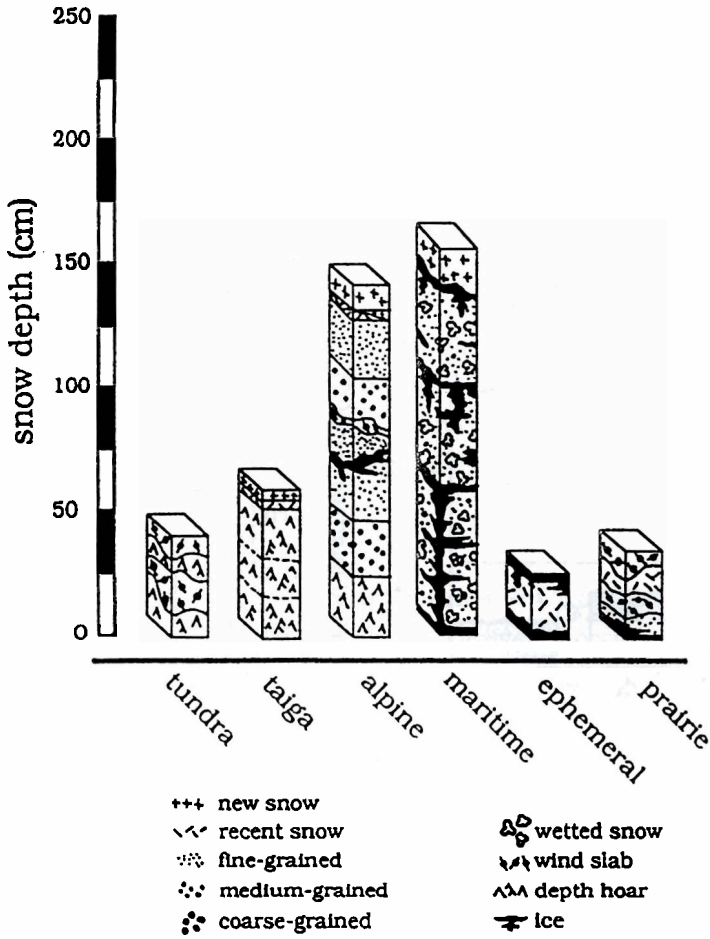 250
200
150
100
50
0
snow depth (cm)
tundra
taiga
alpine
maritime
ephemeral
prairie
new snow
recent snow
fine-grained
medium-grained
coarse-grained
wetted snow
wind slab
depth hoar
ice